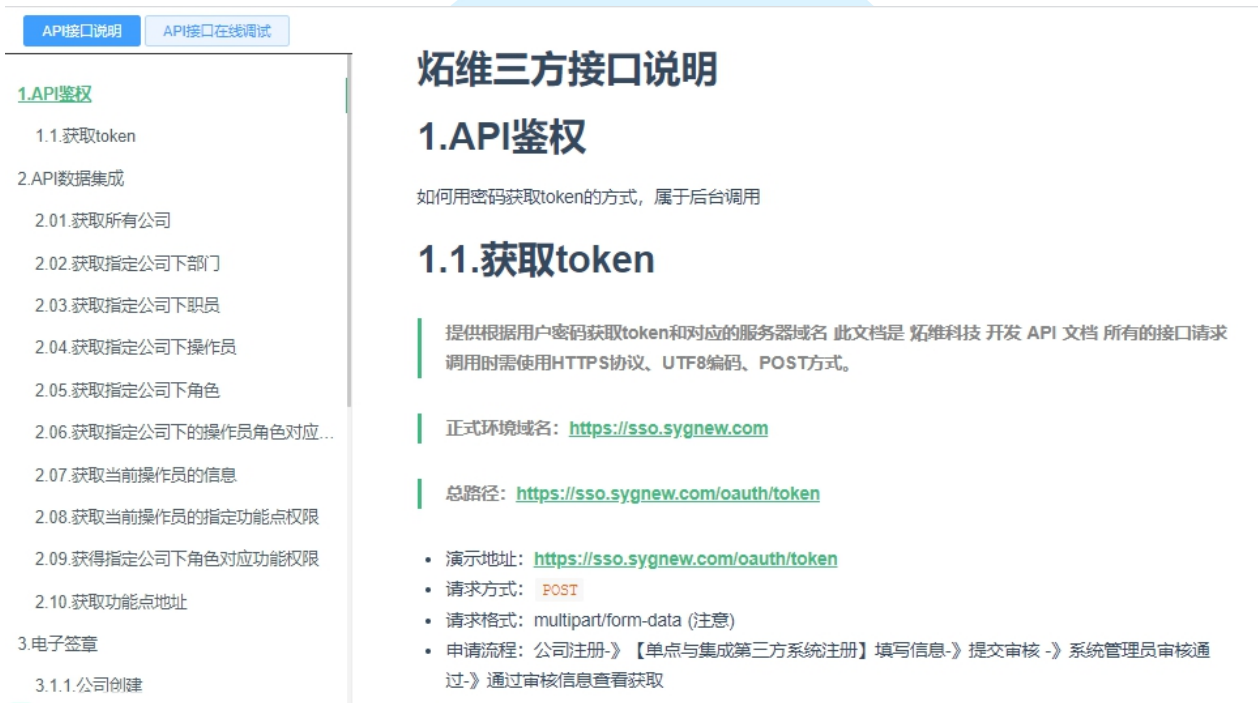 API接口说明
API接口在线调试
1.API鉴权
1.1.获取token
2.API数据集成
2.01.获取所有公司
2.02.获取指定公司下部门
2.03.获取指定公司下职员
2.04.获取指定公司下操作员
2.05.获取指定公司下角色
2.06.获取指定公司下的操作员角色对应...
2.07.获取当前操作员的信息
2.08.获取当前操作员的指定功能点权限
2.09.获得指定公司下角色对应功能权限
2.10.获取功能点地址
3.电子签章
3.1.1.公司创建
炻维三方接口说明
1.API鉴权
如何用密码获取token的方式，属于后台调用
1.1.获取token
提供根据用户密码获取token和对应的服务器域名 此文档是 炻维科技 开发 API 文档 所有的接口请求
调用时需使用HTTPS协议、UTF8编码、POST方式。
正式环境域名：https://sso.sygnew.com
总路径：https://sso.sygnew.com/oauth/token
• 演示地址：https://sso.sygnew.com/oauth/token
• 请求方式：POST
• 请求格式：multipart/form-data (注意)
• 申请流程：公司注册-》【单点与集成第三方系统注册】填写信息-》提交审核 -》系统管理员审核通
过-》通过审核信息查看获取